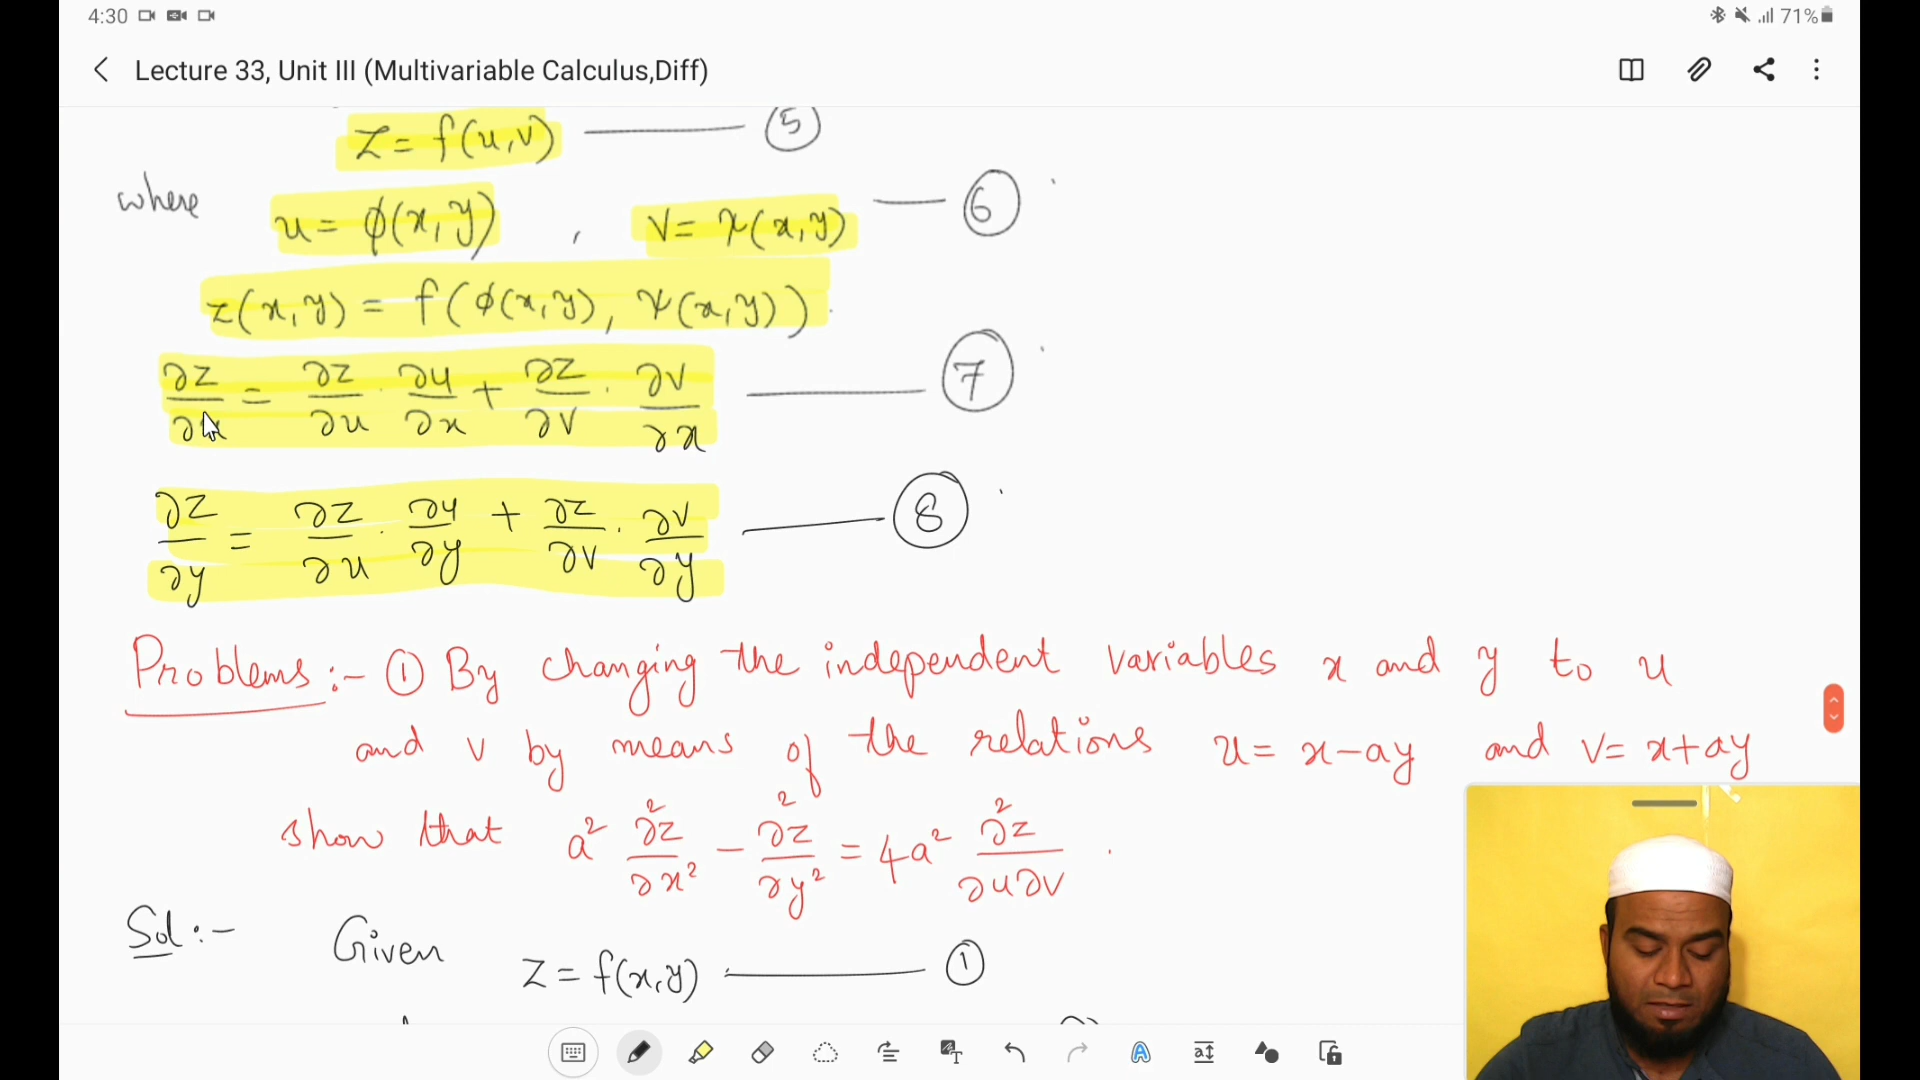 4:30 71%
Lecture 33, Unit III (Multivariable Calculus,Diff)
z = f(u,v) ——— ⑤
where u = ϕ(x,y) , v = ψ(x,y) — ⑥
z(x,y) = f(ϕ(x,y), ψ(x,y)).
∂z/∂x = ∂z/∂u · ∂u/∂x + ∂z/∂v · ∂v/∂x ——— ⑦
∂z/∂y = ∂z/∂u · ∂u/∂y + ∂z/∂v · ∂v/∂y ——— ⑧
Problems :- ① By changing the independent variables x and y to u
and v by means of the relations u = x-ay and v = x+ay
show that a² ∂²z/∂x² - ∂²z/∂y² = 4a² ∂²z/∂u∂v .
Sol :- Given
z = f(x,y) ——— ①